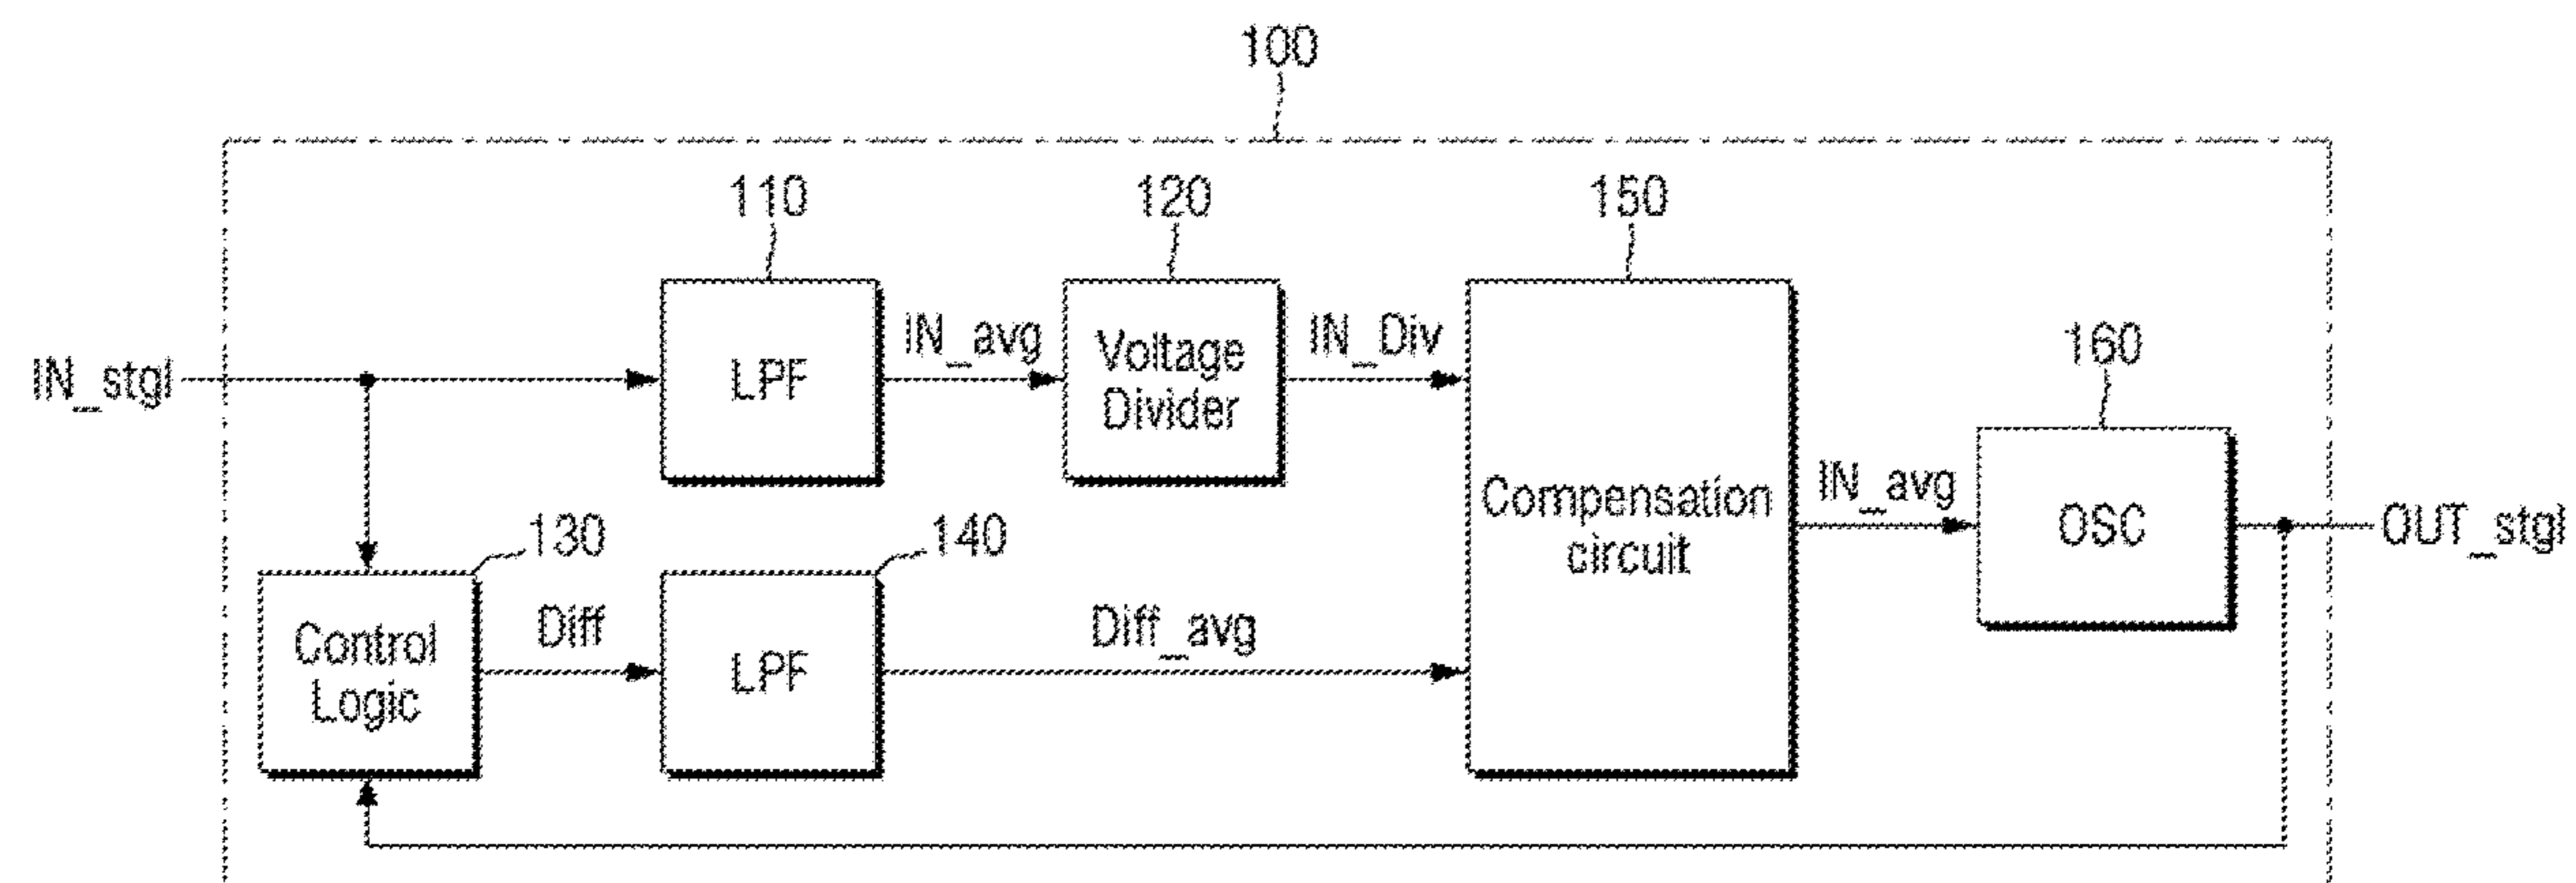 100
110
120
150
IN_stgl
LPF
IN_avg
Voltage
Divider
IN_Div
160
Compensation
circuit
IN_avg
OSC
OUT_stgl
130
140
Control
Logic
Diff
LPF
Diff_avg